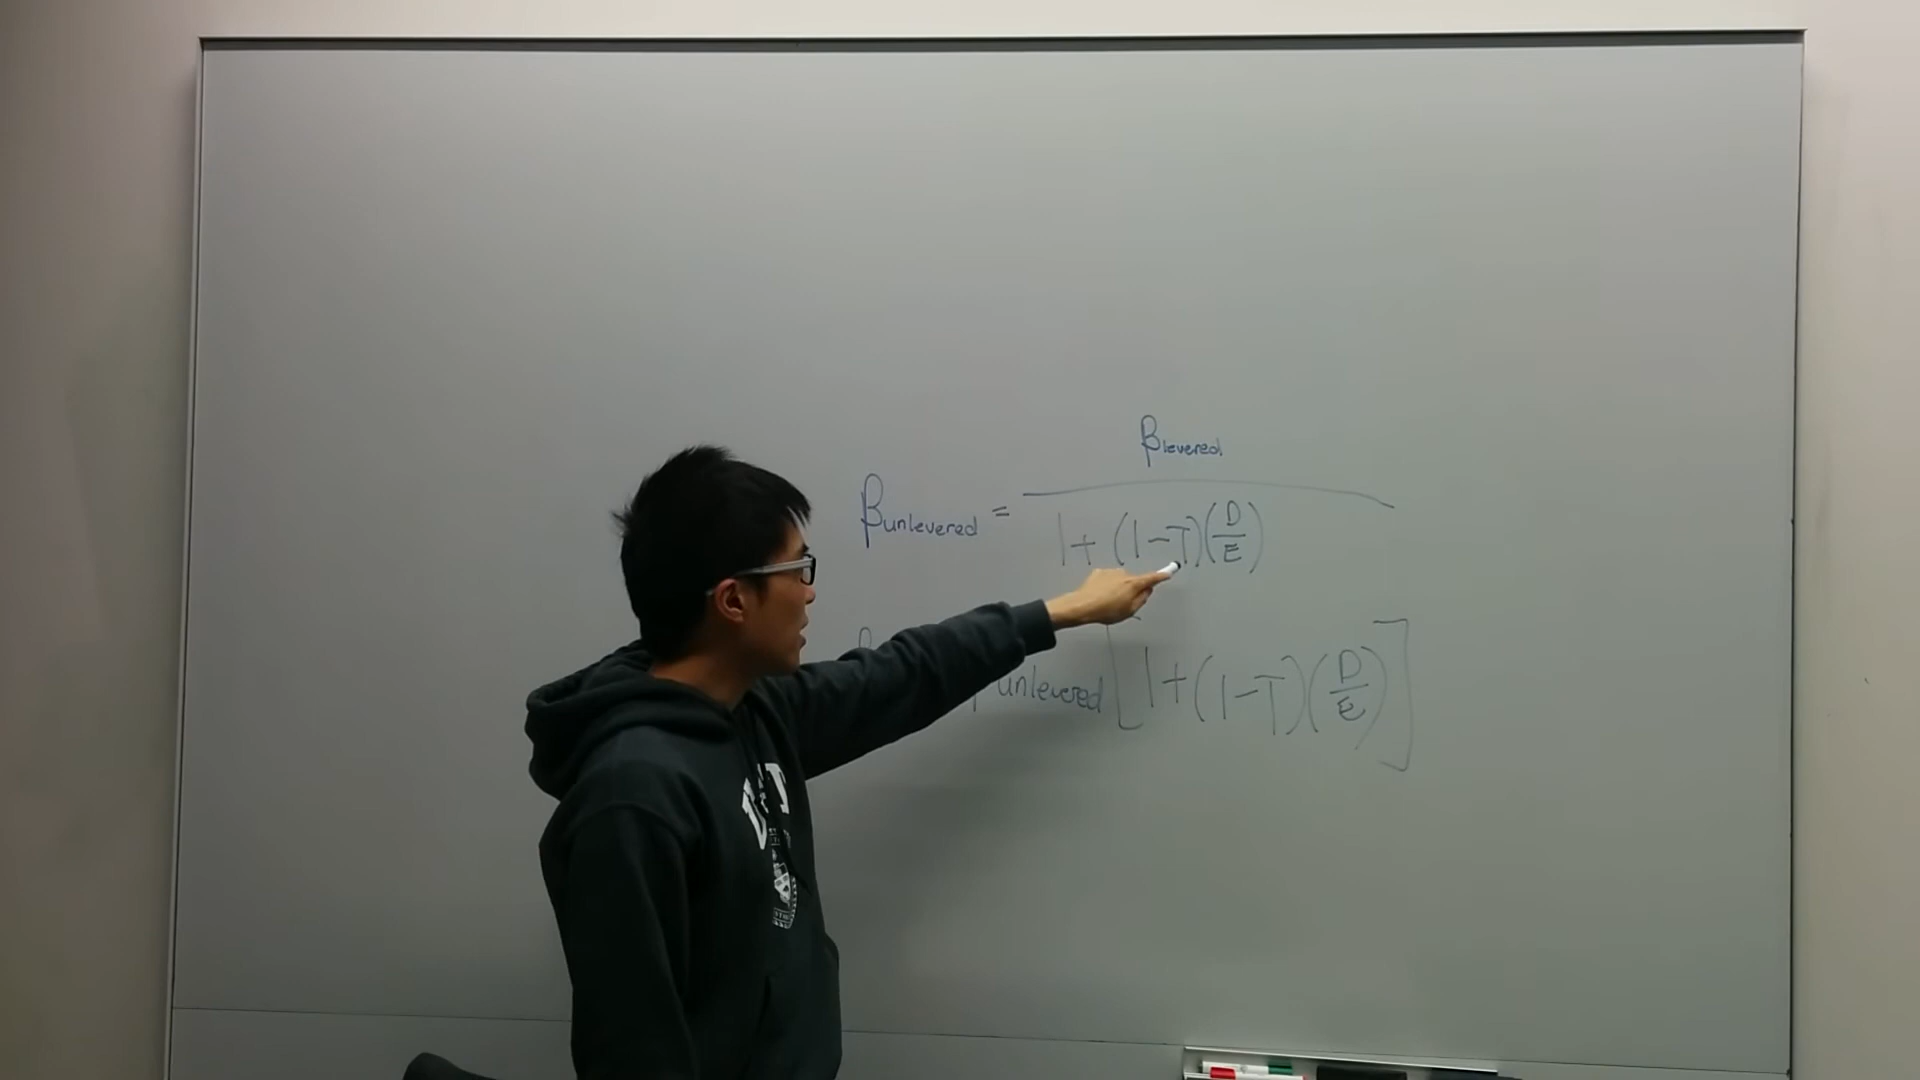 βlevered
βunlevered = 
1+(1-T)(D/E)
unlevered[1+(1-T)(D/E)]